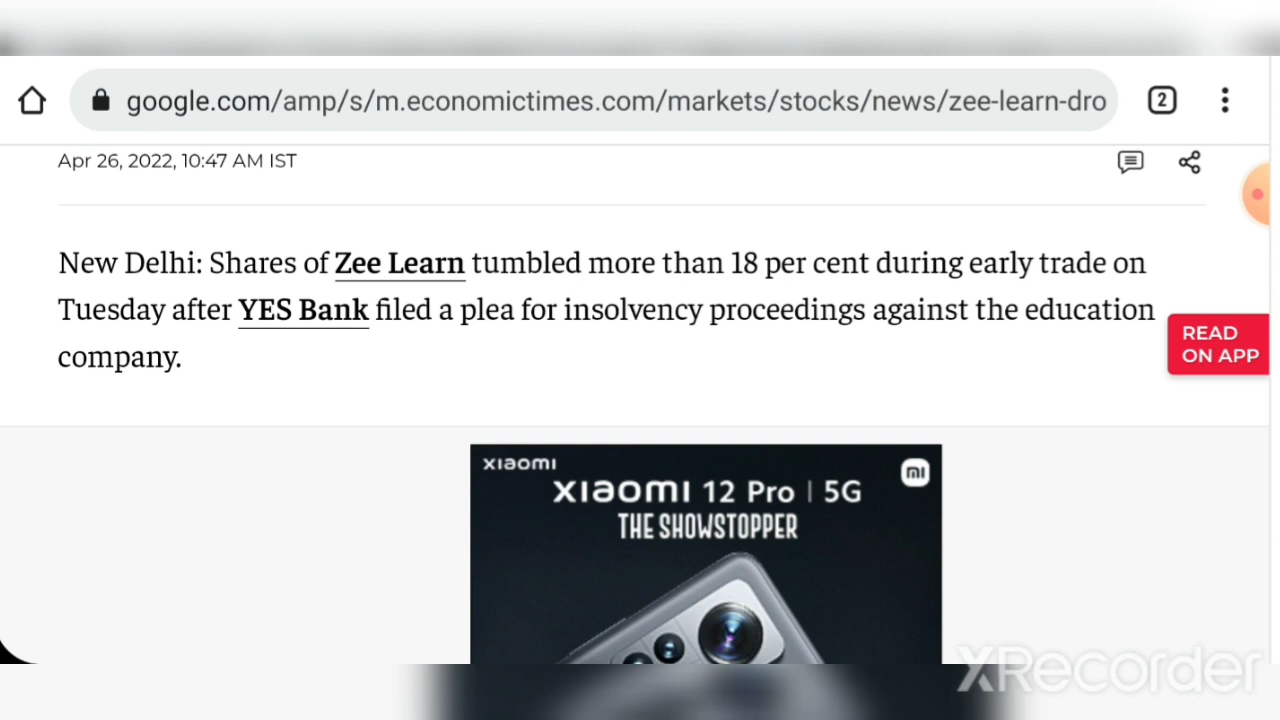 google.com/amp/s/m.economictimes.com/markets/stocks/news/zee-learn-dro
2
Apr 26, 2022, 10:47 AM IST
New Delhi: Shares of Zee Learn tumbled more than 18 per cent during early trade on
Tuesday after YES Bank filed a plea for insolvency proceedings against the education
company.
READ
ON APP
xiaomi
mi
xiaomi 12 Pro | 5G
THE SHOWSTOPPER
XRecorder